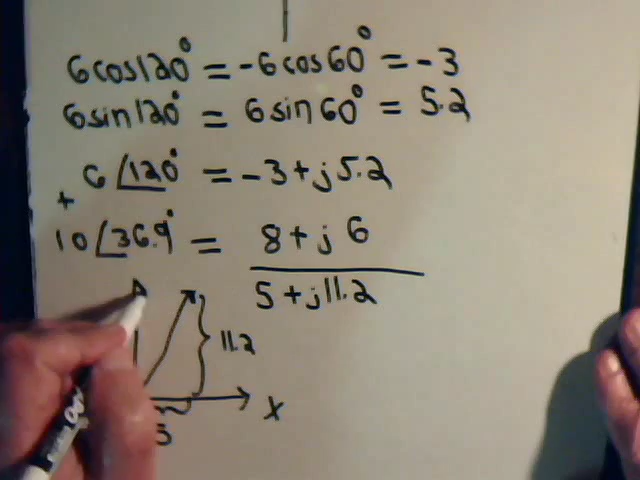 6cos120° = -6cos60° = -3
6sin120° = 6sin60° = 5.2
6∠120° = -3+j5.2
+
10∠36.9° = 8+j6
5+j11.2
11.2
X
5